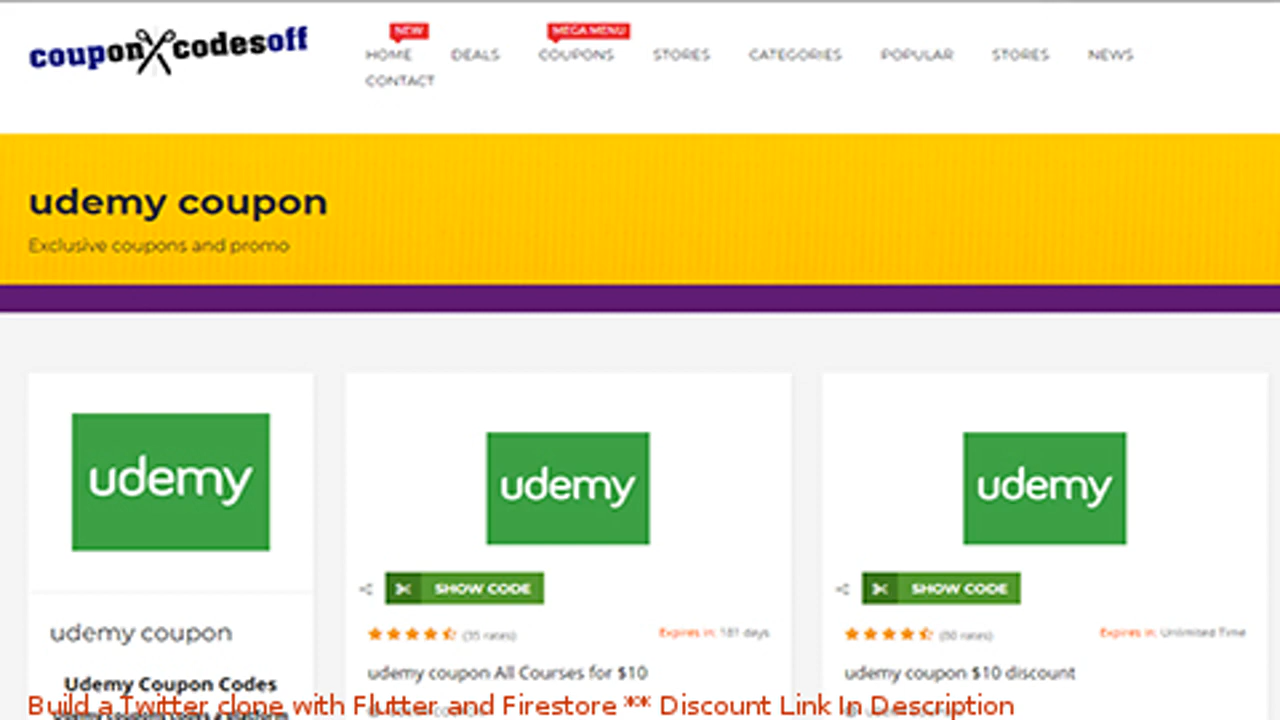 couponcodesoff
NEW
MEGA MENU
HOME DEALS COUPONS STORES CATEGORIES POPULAR STORES NEWS
CONTACT
udemy coupon
Exclusive coupons and promo
udemy
udemy
udemy
SHOW CODE
SHOW CODE
(35 rates)
Expires in: 181 days
Expires in: Unlimited Time
udemy coupon
udemy coupon All Courses for $10
udemy coupon $10 discount
Udemy Coupon Codes
Build a Twitter clone with Flutter and Firestore ** Discount Link In Description